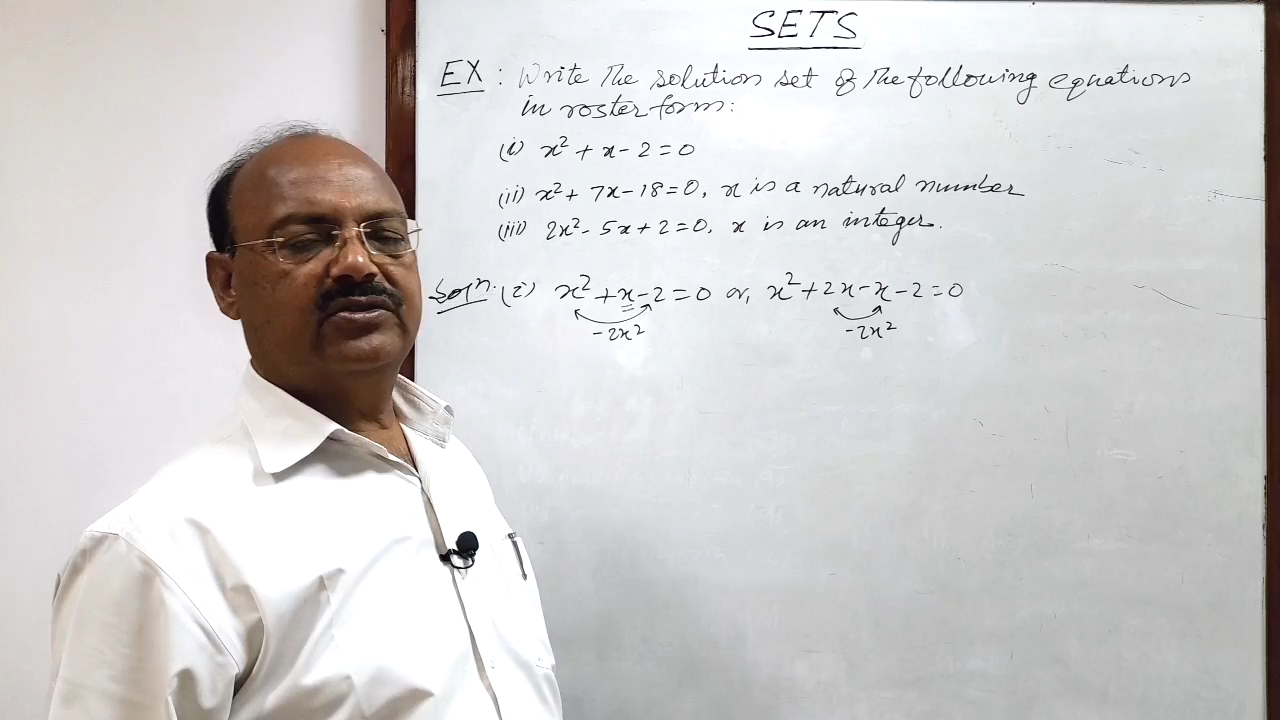 SETS
EX : Write the solution set of the following equations
in roster form:
(i) x² + x - 2 = 0
(ii) x² + 7x - 18 = 0, x is a natural number
(iii) 2x² - 5x + 2 = 0, x is an integer.
Solⁿ. (i) x² + x - 2 = 0 or, x² + 2x - x - 2 = 0
-2x² -2x²